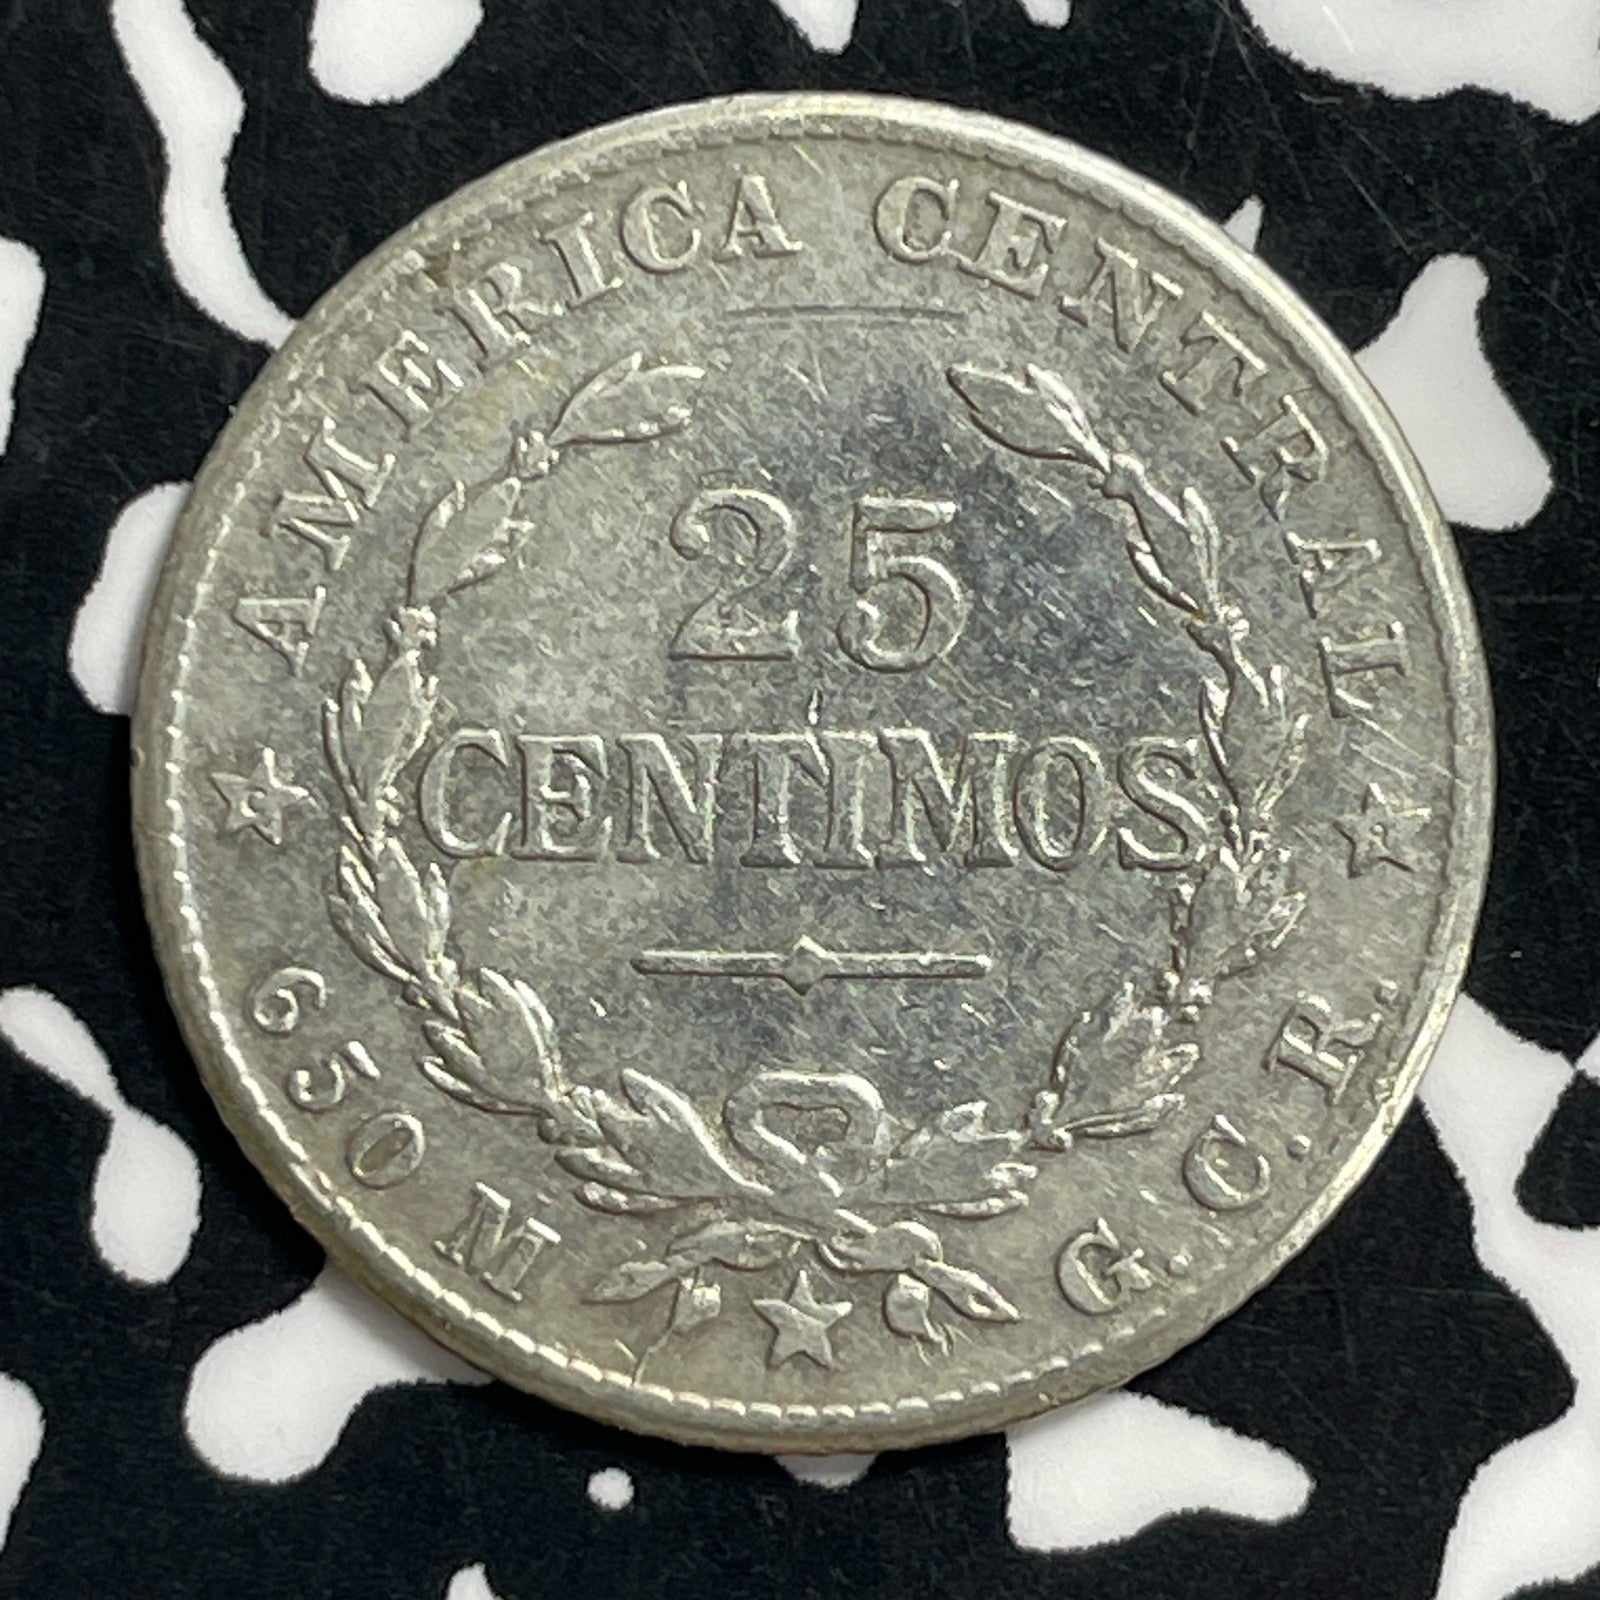 AMERICA CENTRAL
25
CENTIMOS
650 M G. C. R.